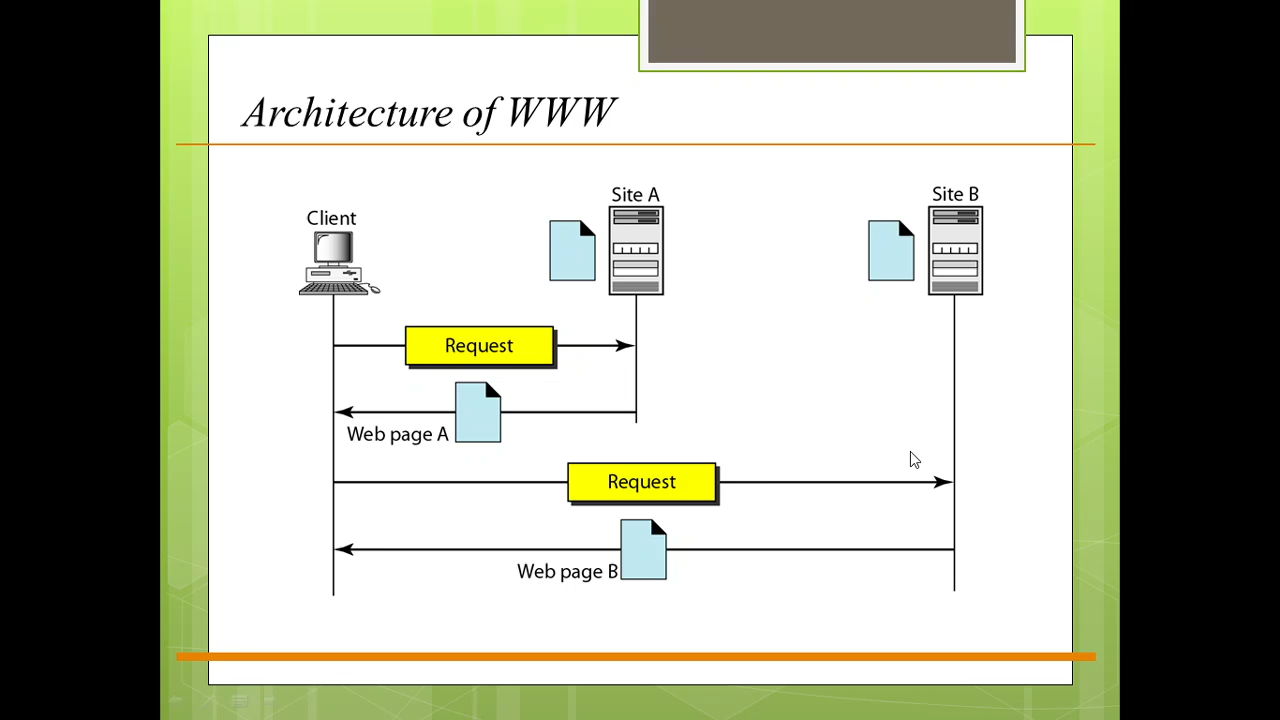 Architecture of WWW
Client
Site A
Site B
Request
Web page A
Request
Web page B